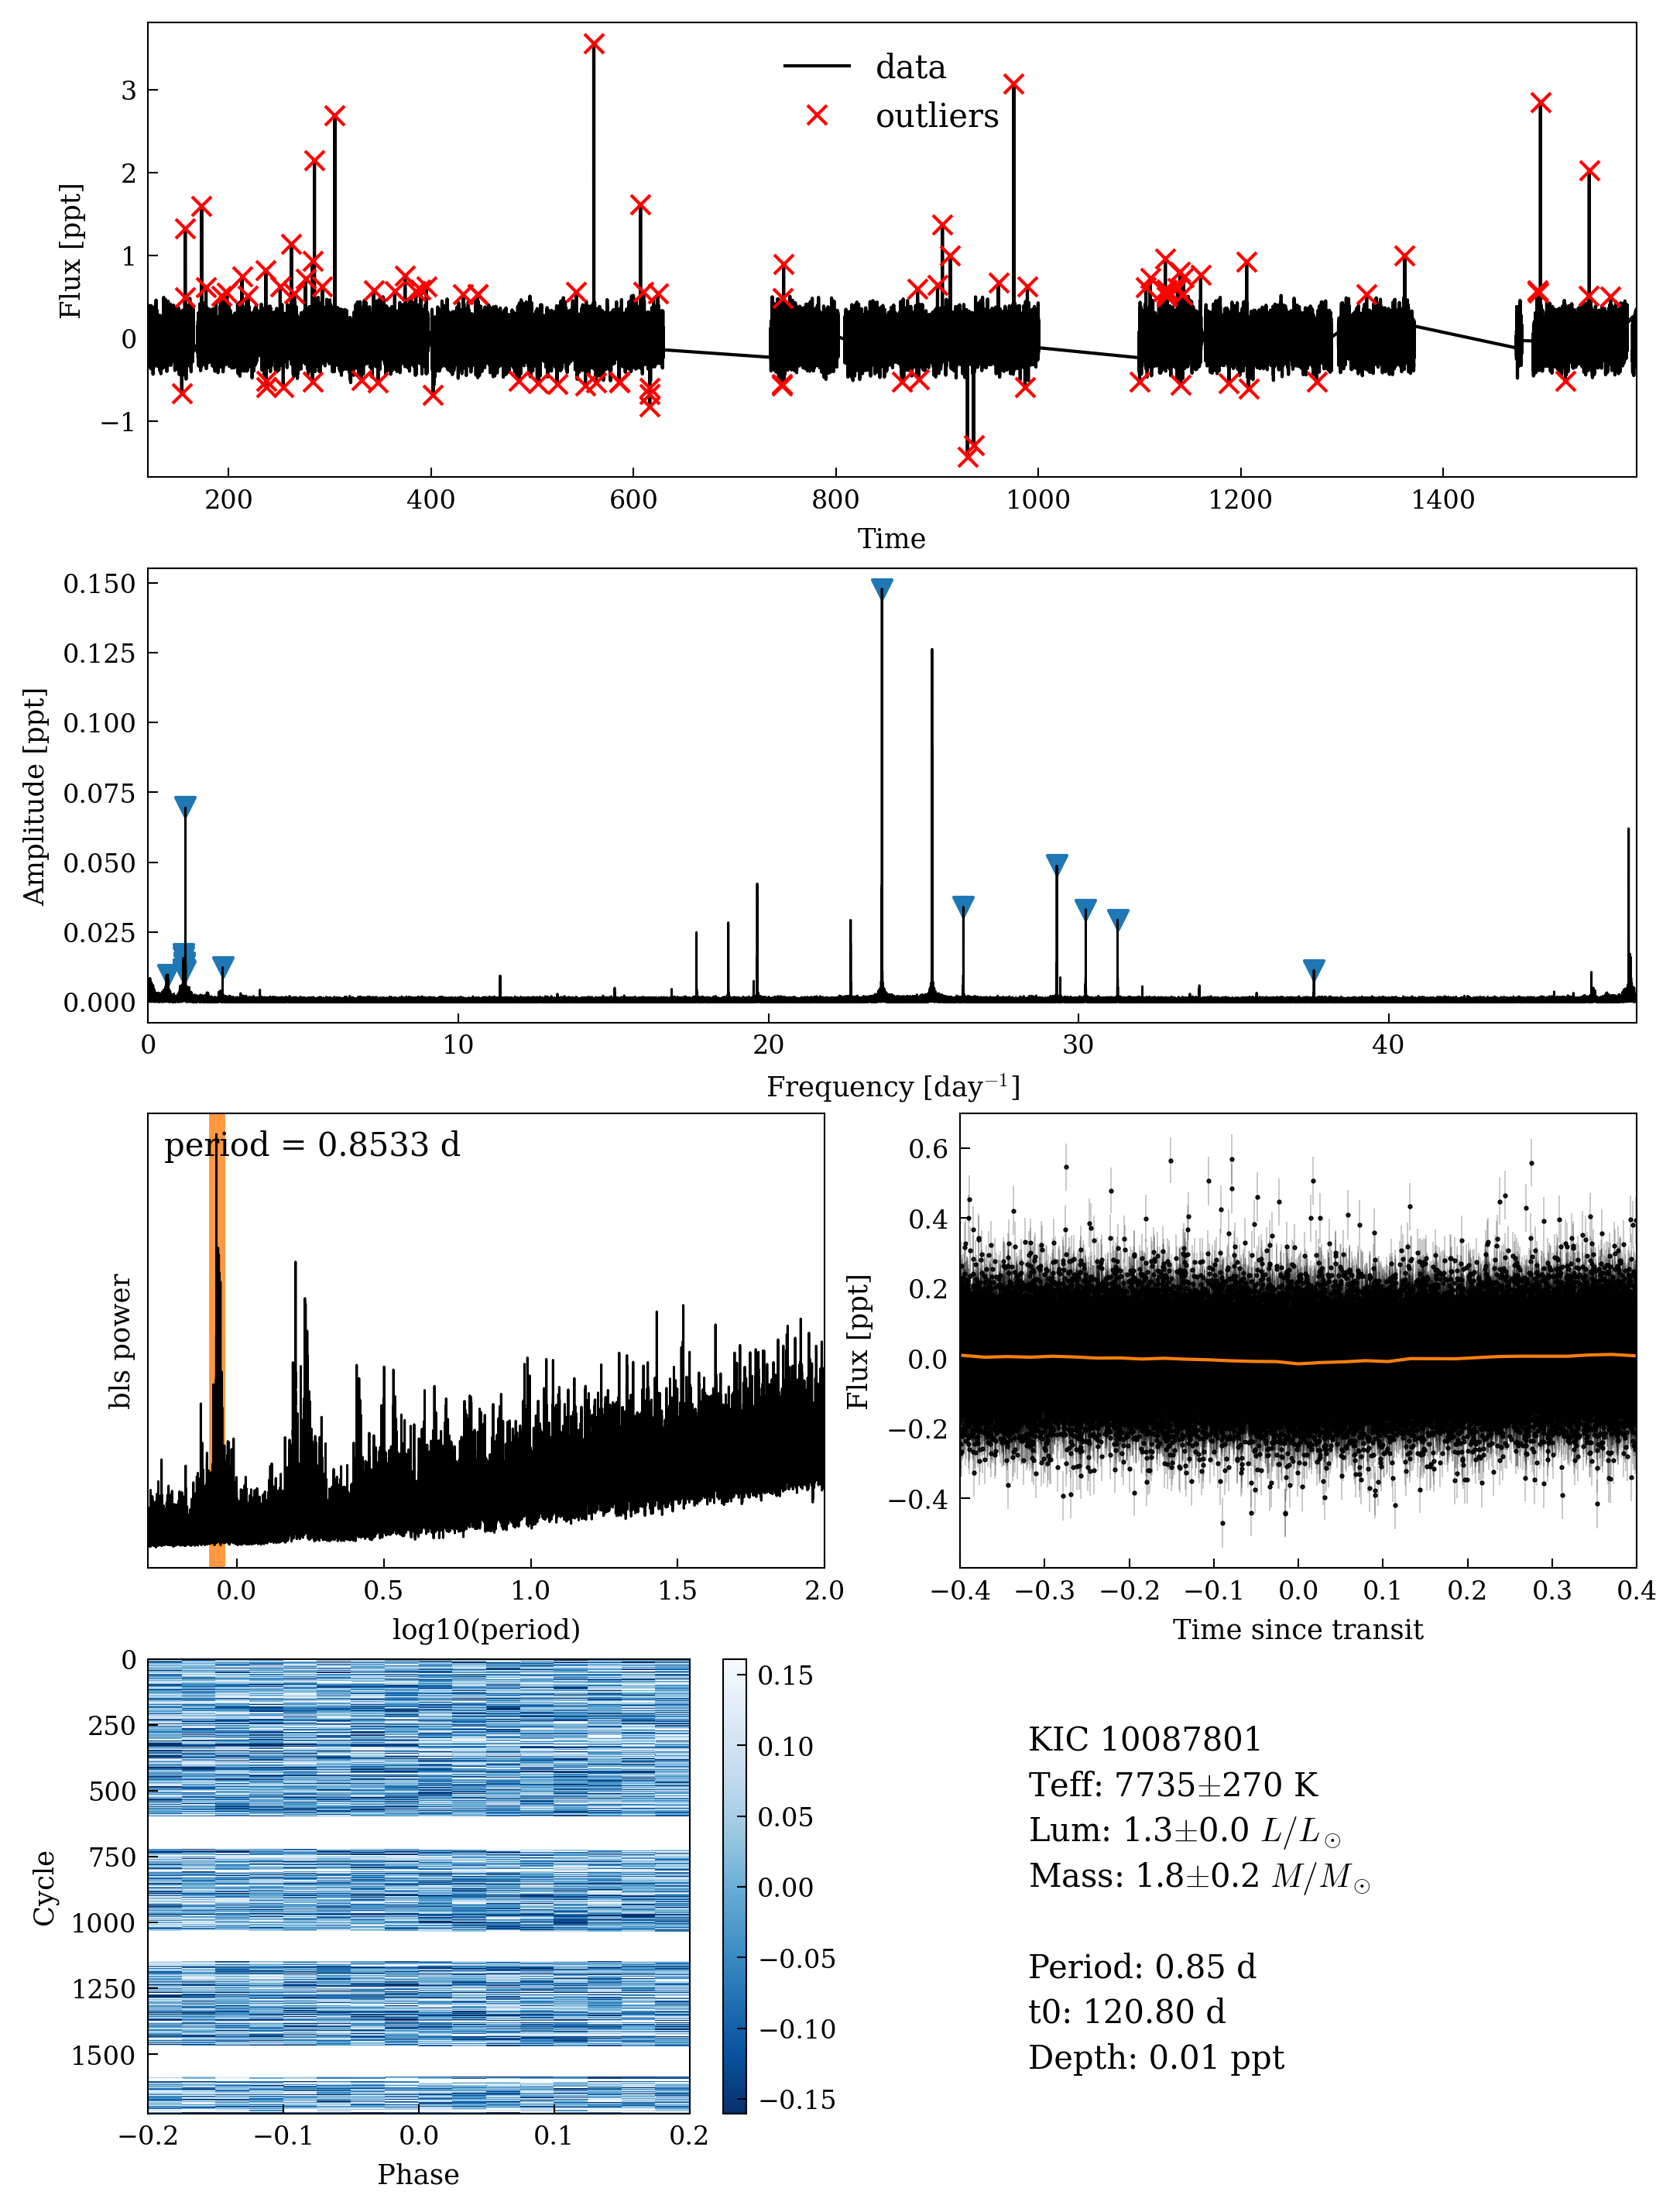 data
outliers
Flux [ppt]
3
2
1
0
−1
200 400 600 800 1000 1200 1400
Time
Amplitude [ppt]
0.150
0.125
0.100
0.075
0.050
0.025
0.000
0 10 20 30 40
Frequency [day⁻¹]
period = 0.8533 d
bls power
0.0 0.5 1.0 1.5 2.0
log10(period)
Flux [ppt]
0.6
0.4
0.2
0.0
−0.2
−0.4
−0.4 −0.3 −0.2 −0.1 0.0 0.1 0.2 0.3 0.4
Time since transit
Cycle
0
250
500
750
1000
1250
1500
−0.2 −0.1 0.0 0.1 0.2
Phase
0.15
0.10
0.05
0.00
−0.05
−0.10
−0.15
KIC 10087801
Teff: 7735±270 K
Lum: 1.3±0.0 L/L⊙
Mass: 1.8±0.2 M/M⊙
Period: 0.85 d
t0: 120.80 d
Depth: 0.01 ppt